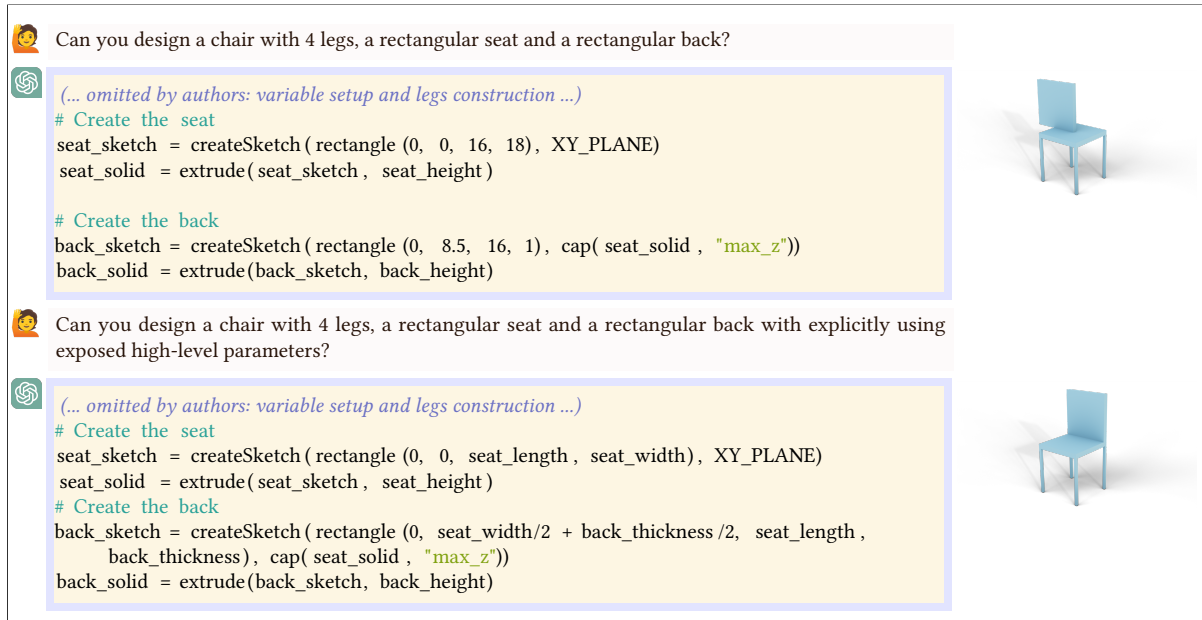 Can you design a chair with 4 legs, a rectangular seat and a rectangular back?
(... omitted by authors: variable setup and legs construction ...)
# Create the seat
seat_sketch = createSketch(rectangle (0, 0, 16, 18), XY_PLANE)
seat_solid = extrude(seat_sketch, seat_height)
# Create the back
back_sketch = createSketch(rectangle (0, 8.5, 16, 1), cap(seat_solid, "max_z"))
back_solid = extrude(back_sketch, back_height)
Can you design a chair with 4 legs, a rectangular seat and a rectangular back with explicitly using
exposed high-level parameters?
(... omitted by authors: variable setup and legs construction ...)
# Create the seat
seat_sketch = createSketch(rectangle (0, 0, seat_length, seat_width), XY_PLANE)
seat_solid = extrude(seat_sketch, seat_height)
# Create the back
back_sketch = createSketch(rectangle (0, seat_width/2 + back_thickness/2, seat_length,
back_thickness), cap(seat_solid, "max_z"))
back_solid = extrude(back_sketch, back_height)